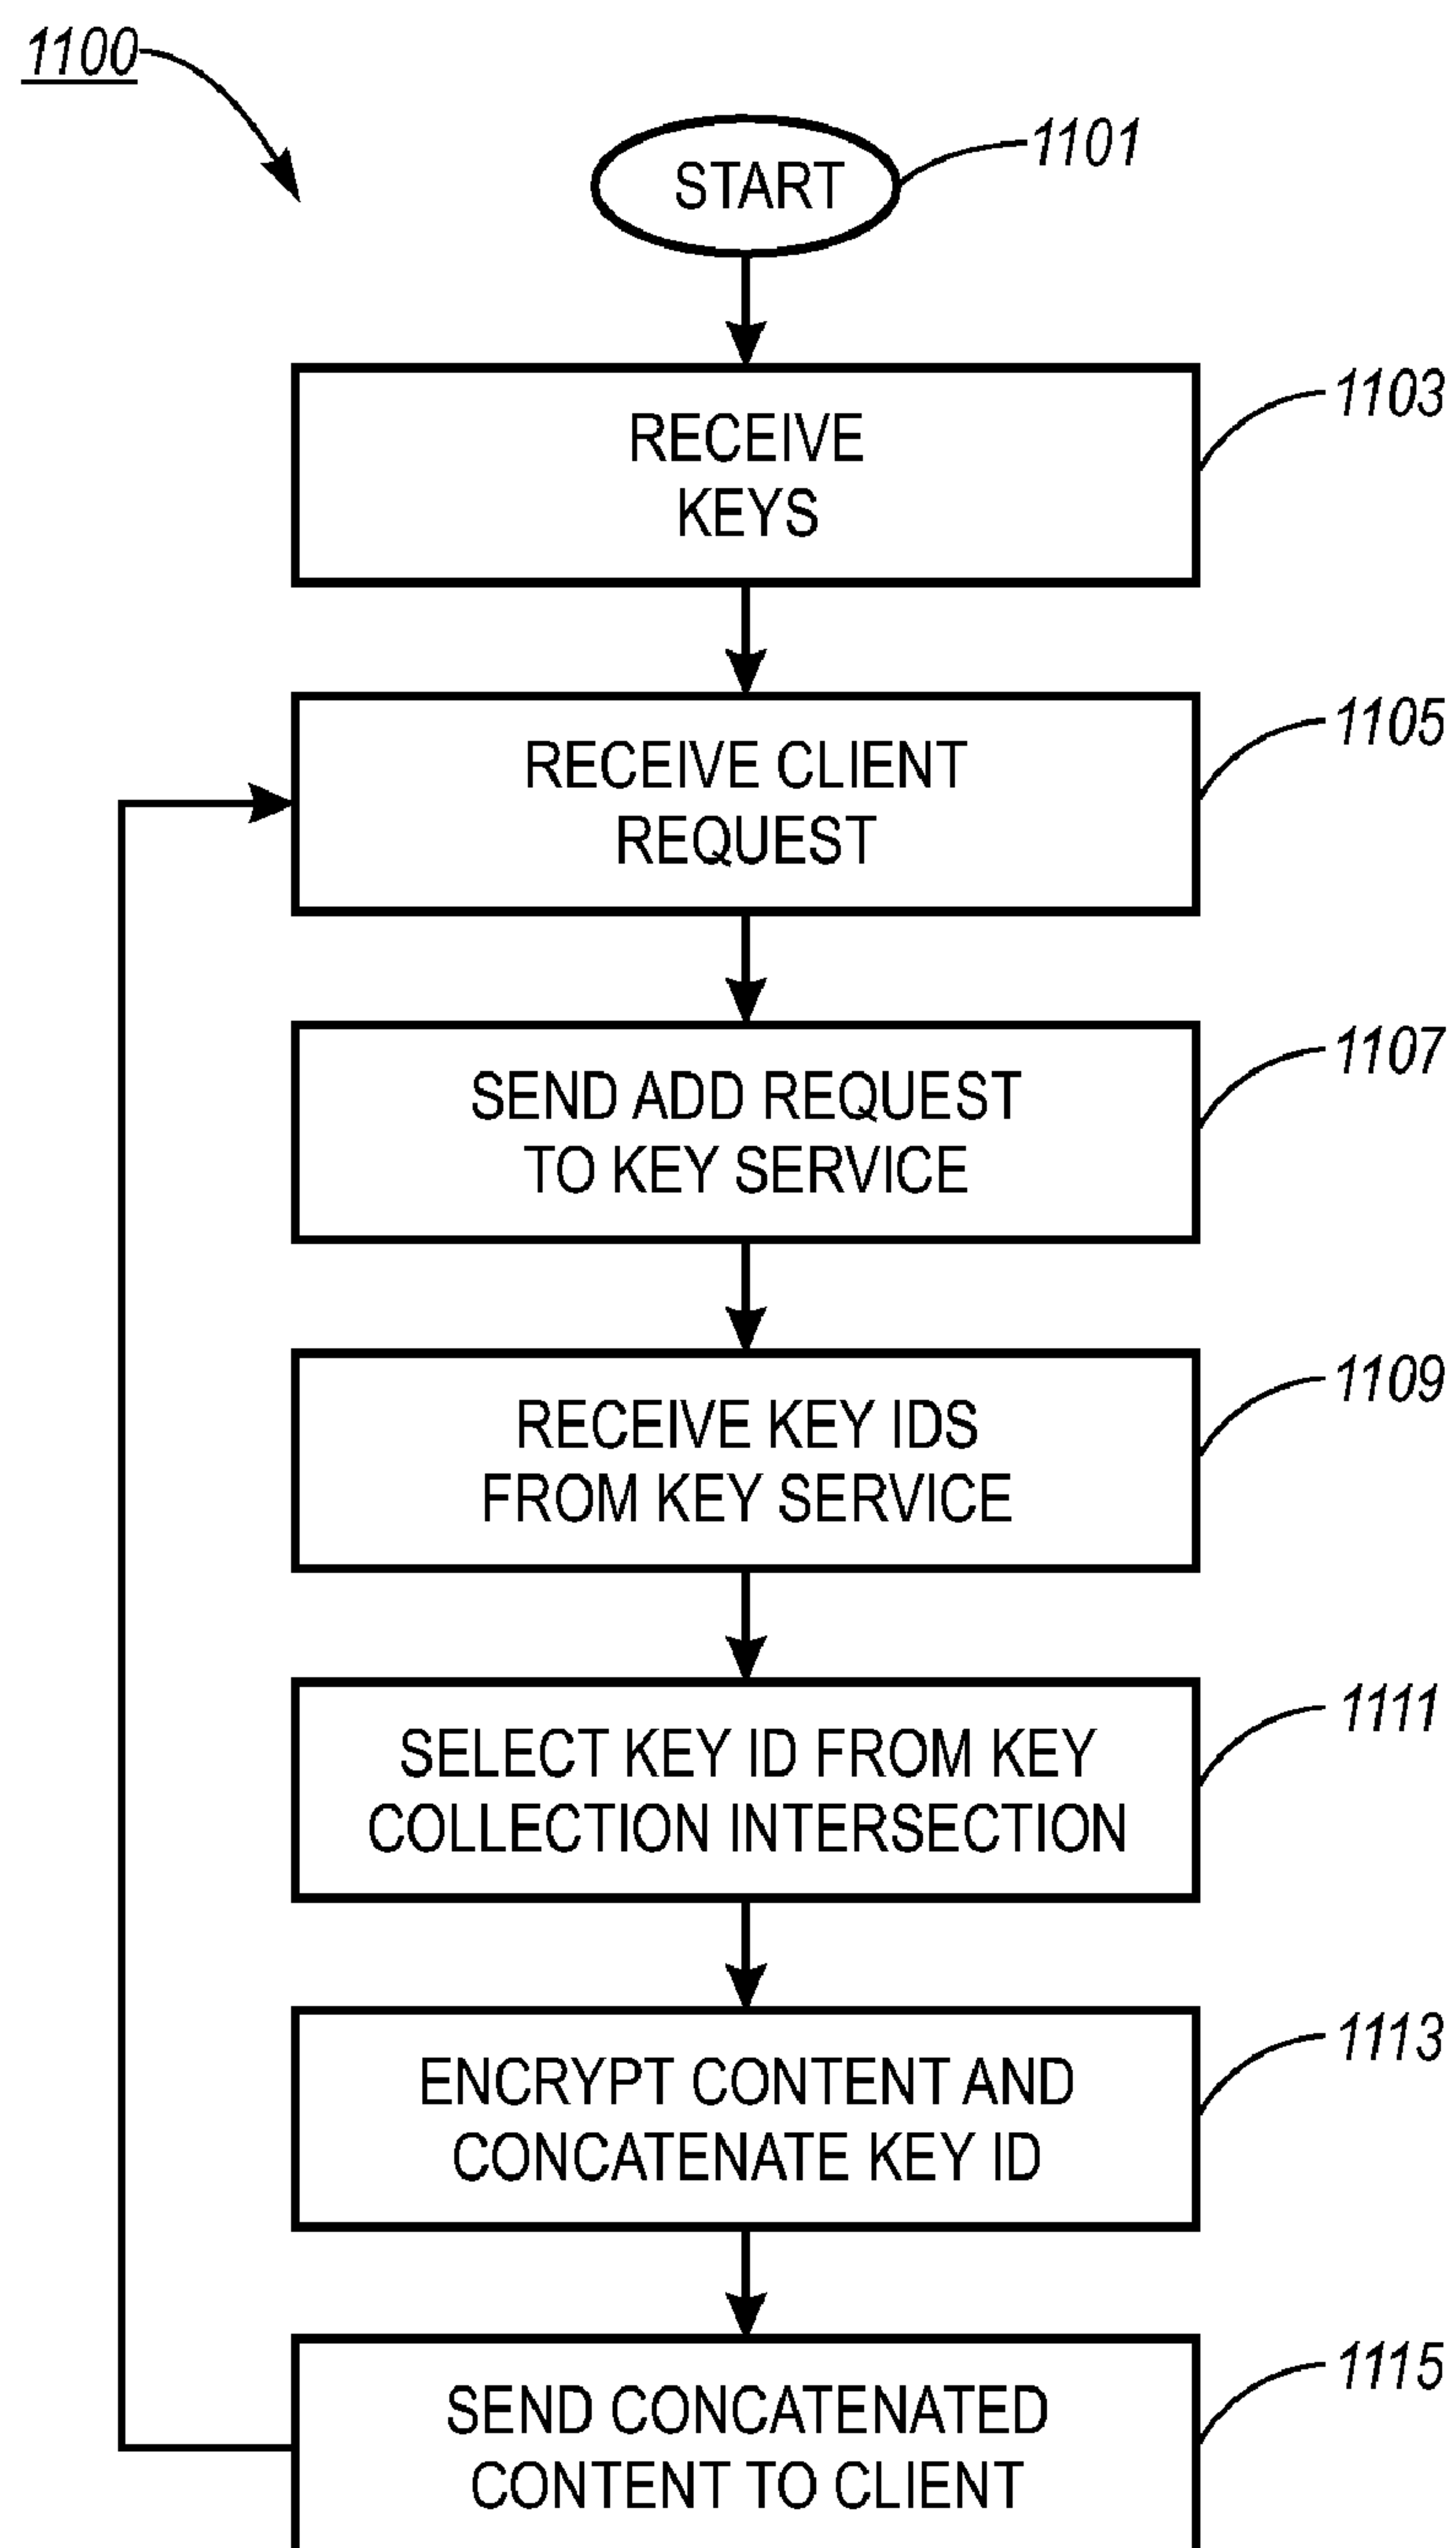 1100
START
1101
RECEIVE
KEYS
1103
RECEIVE CLIENT
REQUEST
1105
SEND ADD REQUEST
TO KEY SERVICE
1107
RECEIVE KEY IDS
FROM KEY SERVICE
1109
SELECT KEY ID FROM KEY
COLLECTION INTERSECTION
1111
ENCRYPT CONTENT AND
CONCATENATE KEY ID
1113
SEND CONCATENATED
CONTENT TO CLIENT
1115